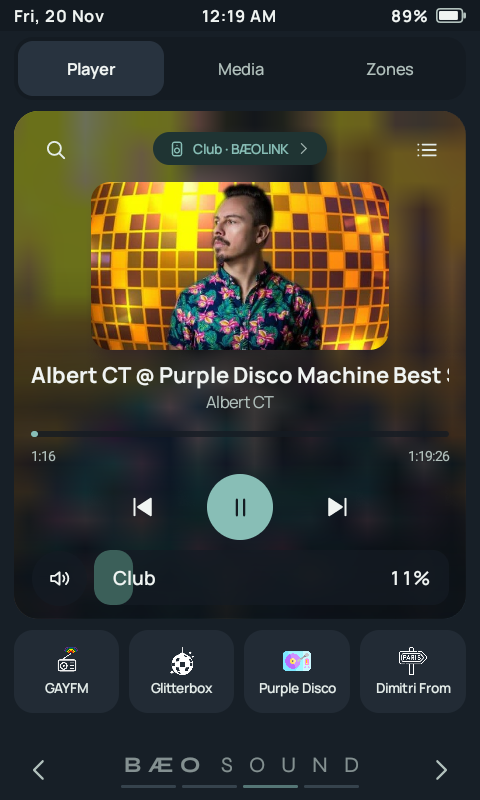 Fri, 20 Nov 12:19 AM 89%
Player Media Zones
Club · BÆOLINK
Albert CT @ Purple Disco Machine Best
Albert CT
1:16 1:19:26
Club 11%
PARIS
GAYFM Glitterbox Purple Disco Dimitri From
BÆO SOUND